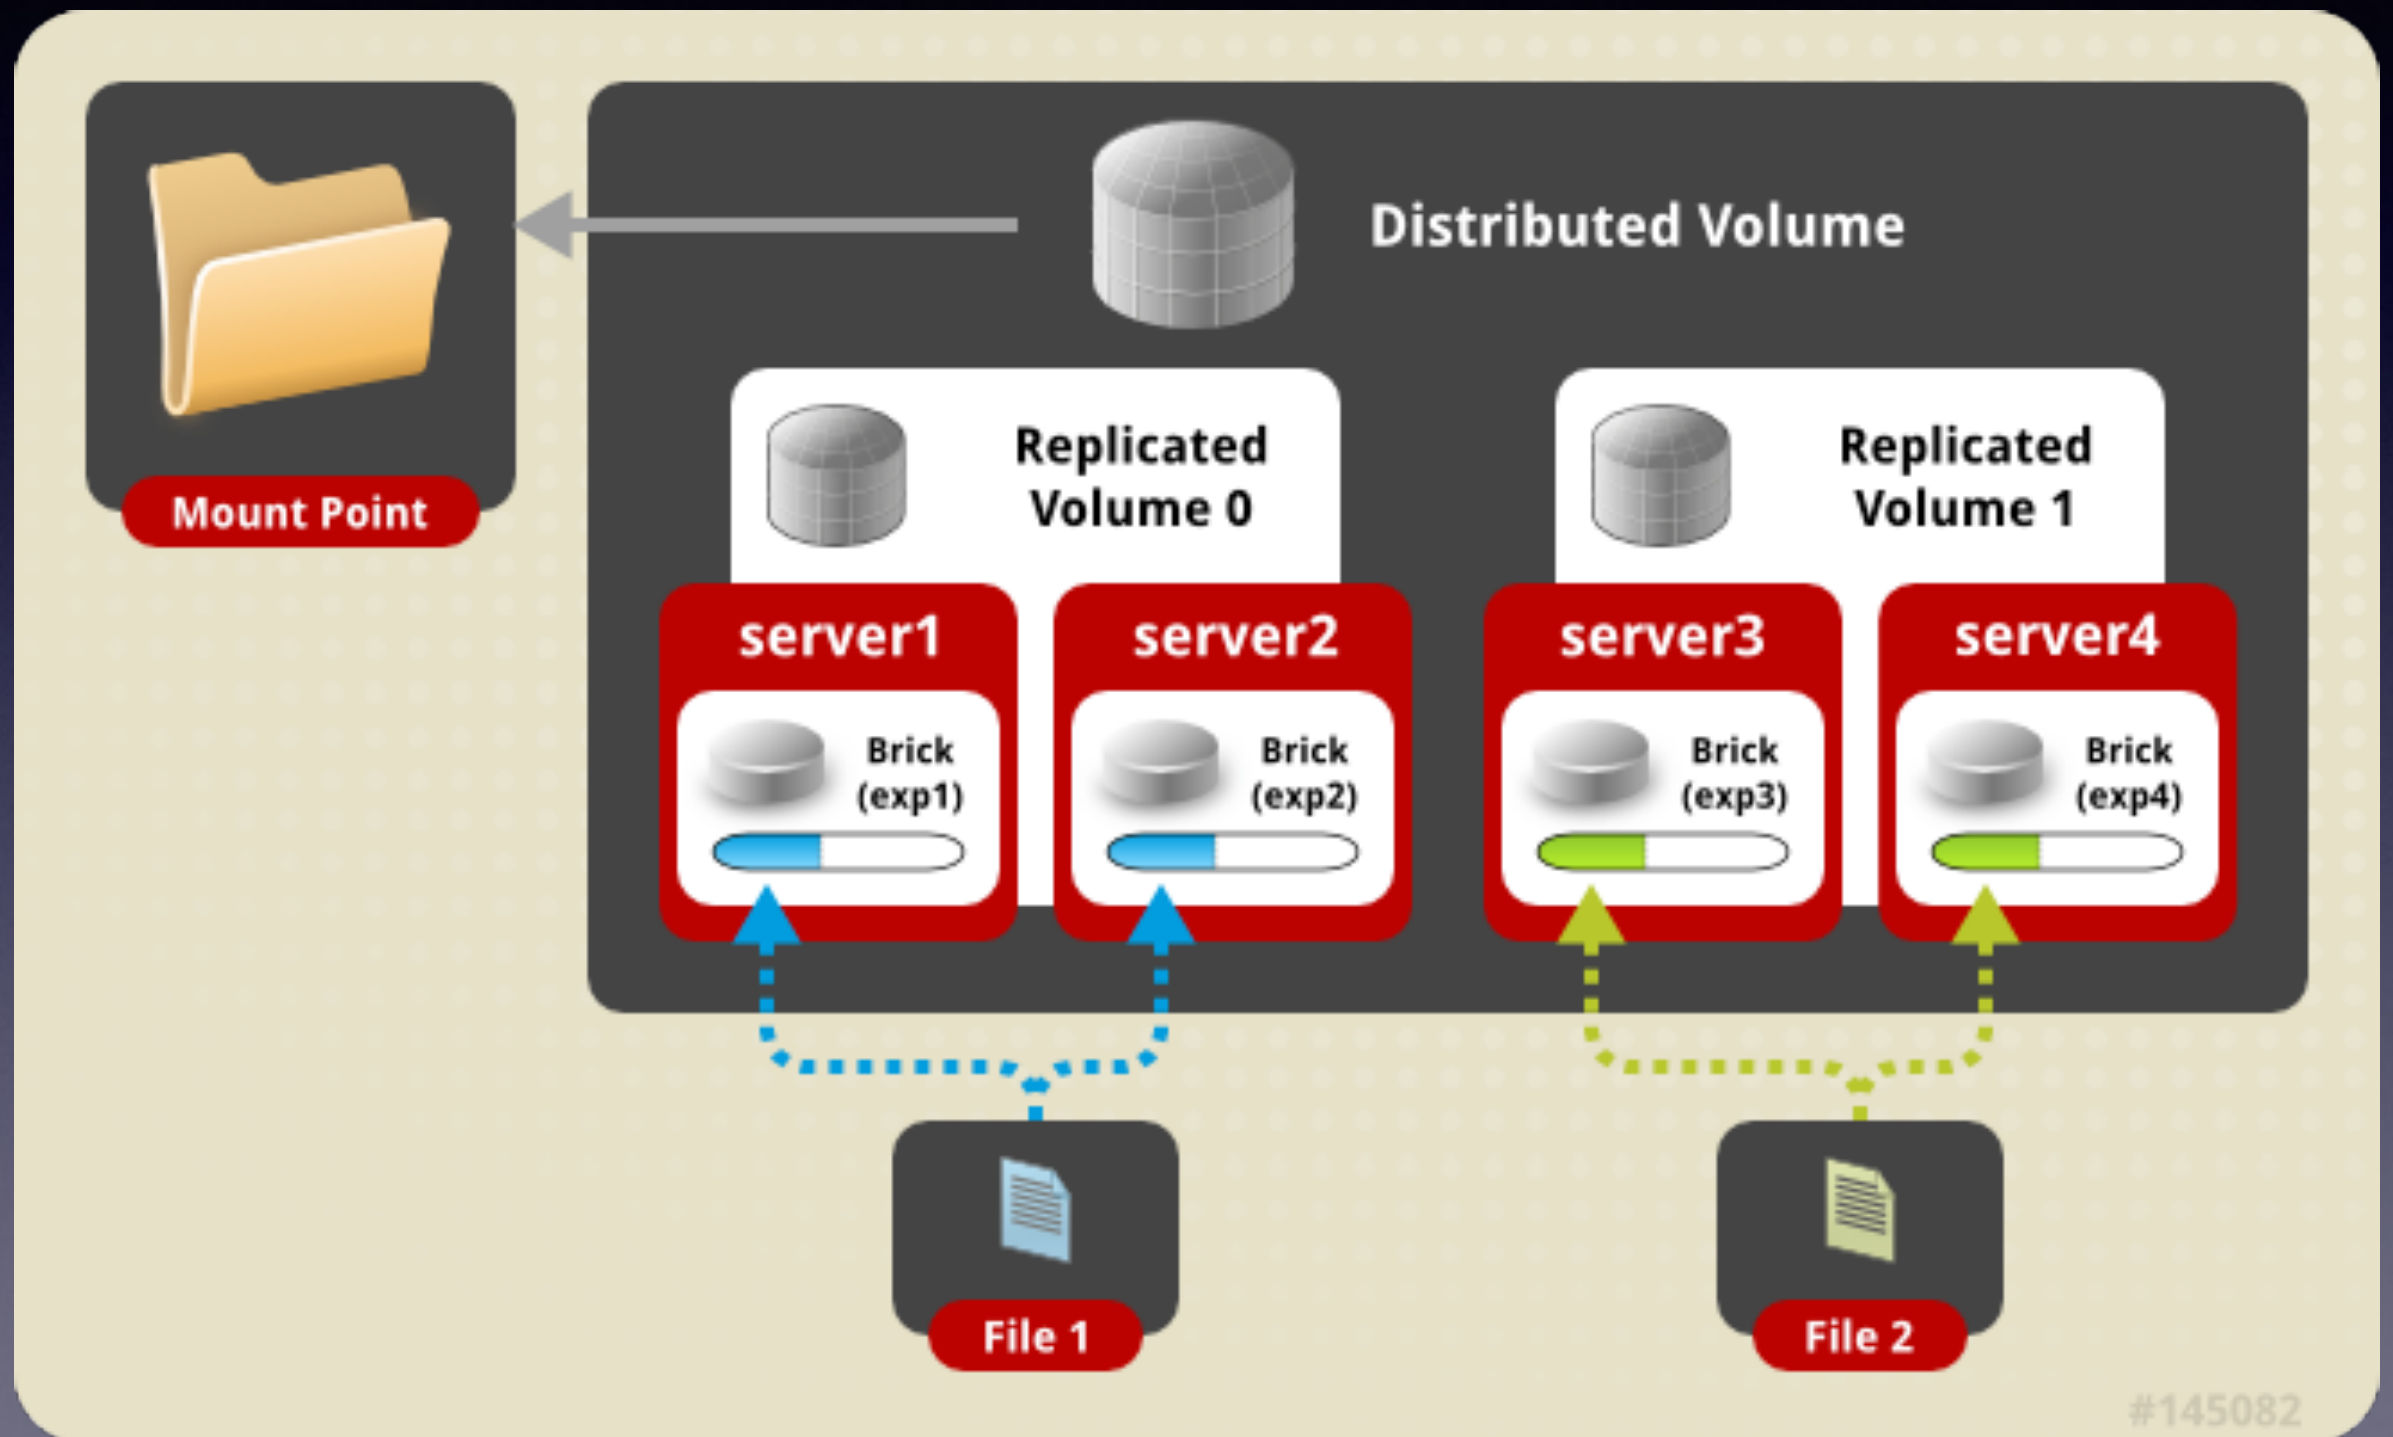 Distributed Volume
Mount Point
Replicated
Volume 0
Replicated
Volume 1
server1
server2
server3
server4
Brick
(exp1)
Brick
(exp2)
Brick
(exp3)
Brick
(exp4)
File 1
File 2
#145082